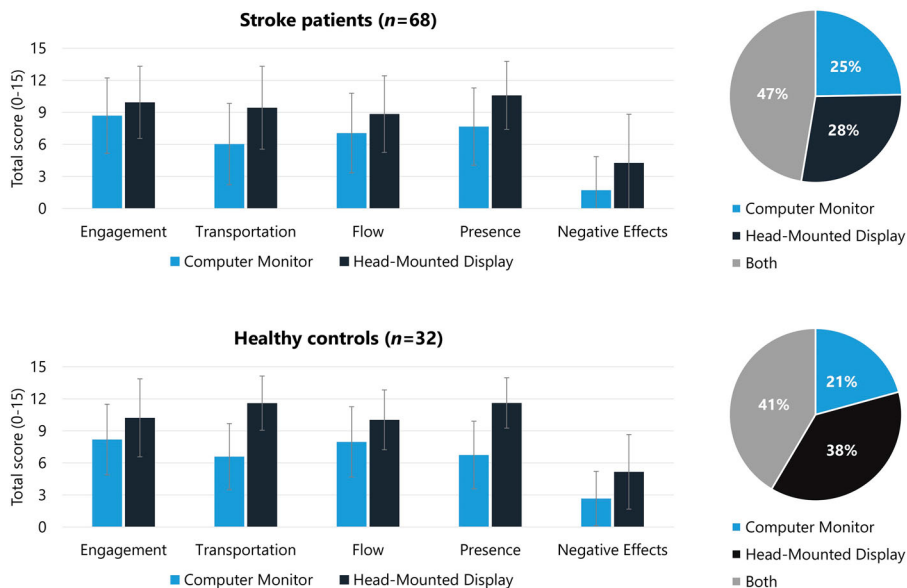 Stroke patients (n=68)
Total score (0-15)
15
12
9
6
3
0
Engagement Transportation Flow Presence Negative Effects
Computer Monitor Head-Mounted Display
25%
47%
28%
Computer Monitor
Head-Mounted Display
Both
Healthy controls (n=32)
Total score (0-15)
15
12
9
6
3
0
Engagement Transportation Flow Presence Negative Effects
Computer Monitor Head-Mounted Display
21%
41%
38%
Computer Monitor
Head-Mounted Display
Both